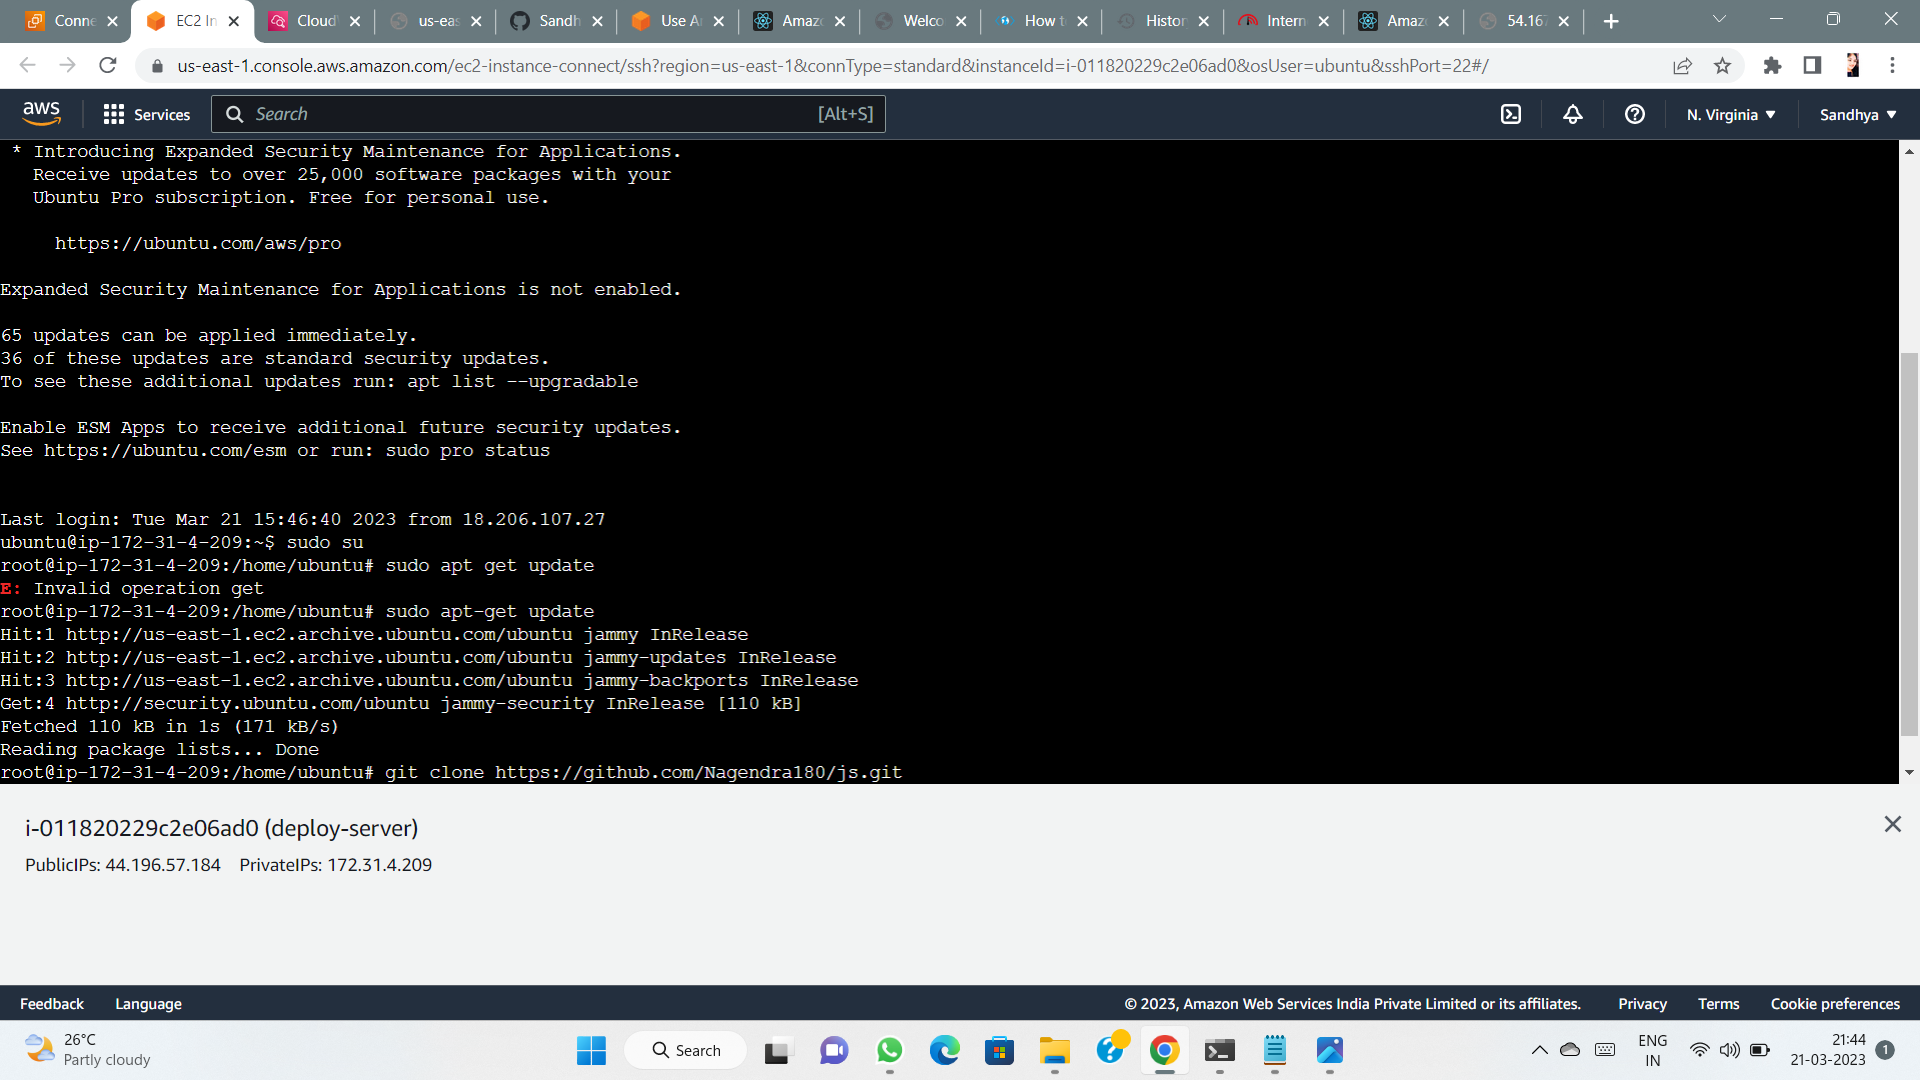 Conne
EC2 In
Cloud
us-eas
Sandh
Use A
Amaz
Welco
How t
Histor
Intern
Amaz
54.167
us-east-1.console.aws.amazon.com/ec2-instance-connect/ssh?region=us-east-1&connType=standard&instanceId=i-011820229c2e06ad0&osUser=ubuntu&sshPort=22#/
aws Services Search [Alt+S] N. Virginia Sandhya
* Introducing Expanded Security Maintenance for Applications.
Receive updates to over 25,000 software packages with your
Ubuntu Pro subscription. Free for personal use.
https://ubuntu.com/aws/pro
Expanded Security Maintenance for Applications is not enabled.
65 updates can be applied immediately.
36 of these updates are standard security updates.
To see these additional updates run: apt list --upgradable
Enable ESM Apps to receive additional future security updates.
See https://ubuntu.com/esm or run: sudo pro status
Last login: Tue Mar 21 15:46:40 2023 from 18.206.107.27
ubuntu@ip-172-31-4-209:~$ sudo su
root@ip-172-31-4-209:/home/ubuntu# sudo apt get update
E: Invalid operation get
root@ip-172-31-4-209:/home/ubuntu# sudo apt-get update
Hit:1 http://us-east-1.ec2.archive.ubuntu.com/ubuntu jammy InRelease
Hit:2 http://us-east-1.ec2.archive.ubuntu.com/ubuntu jammy-updates InRelease
Hit:3 http://us-east-1.ec2.archive.ubuntu.com/ubuntu jammy-backports InRelease
Get:4 http://security.ubuntu.com/ubuntu jammy-security InRelease [110 kB]
Fetched 110 kB in 1s (171 kB/s)
Reading package lists... Done
root@ip-172-31-4-209:/home/ubuntu# git clone https://github.com/Nagendra180/js.git
i-011820229c2e06ad0 (deploy-server)
PublicIPs: 44.196.57.184 PrivateIPs: 172.31.4.209
Feedback Language © 2023, Amazon Web Services India Private Limited or its affiliates. Privacy Terms Cookie preferences
26°C
Partly cloudy
Search
ENG
IN
21:44
21-03-2023
1